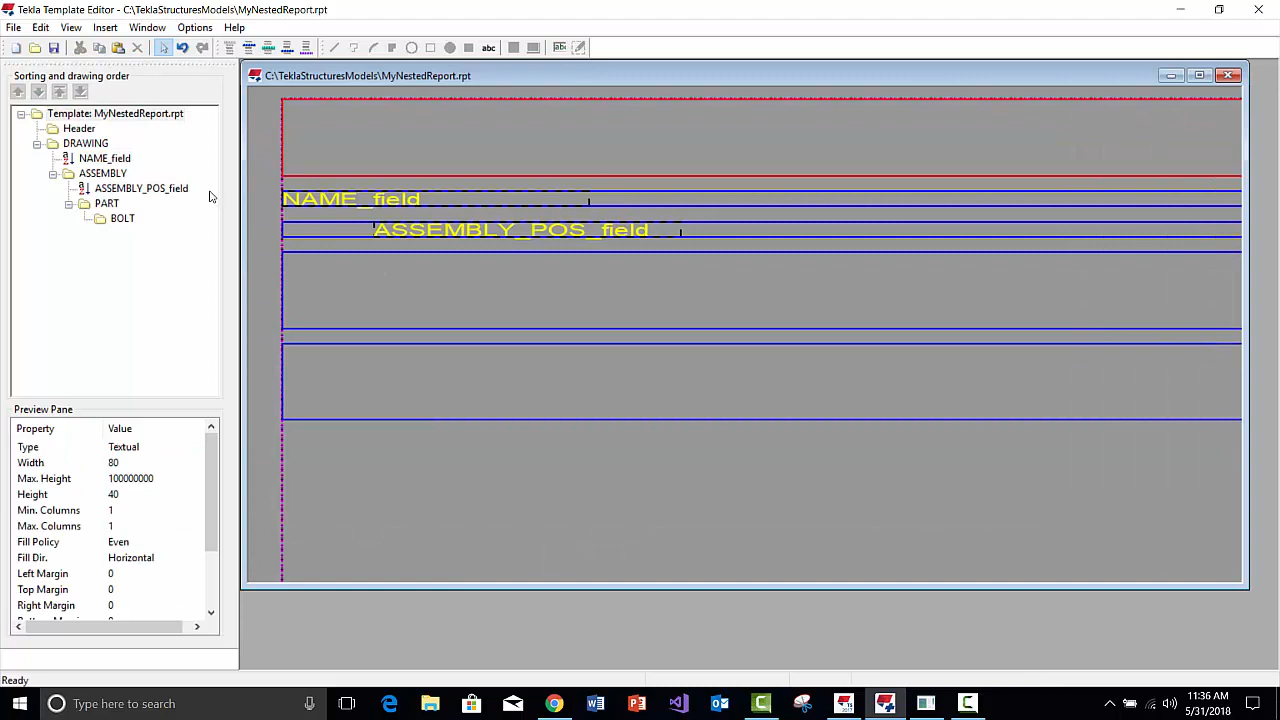 Tekla Template Editor - C:\TeklaStructuresModels\MyNestedReport.rpt
File Edit View Insert Window Options Help
abc
Sorting and drawing order
C:\TeklaStructuresModels\MyNestedReport.rpt
Template: MyNestedReport.rpt
Header
DRAWING
NAME_field
ASSEMBLY
ASSEMBLY_POS_field
PART
BOLT
NAME_field
ASSEMBLY_POS_field
Preview Pane
Property Value
Type Textual
Width 80
Max. Height 100000000
Height 40
Min. Columns 1
Max. Columns 1
Fill Policy Even
Fill Dir. Horizontal
Left Margin 0
Top Margin 0
Right Margin 0
Ready
Type here to search
11:36 AM
5/31/2018